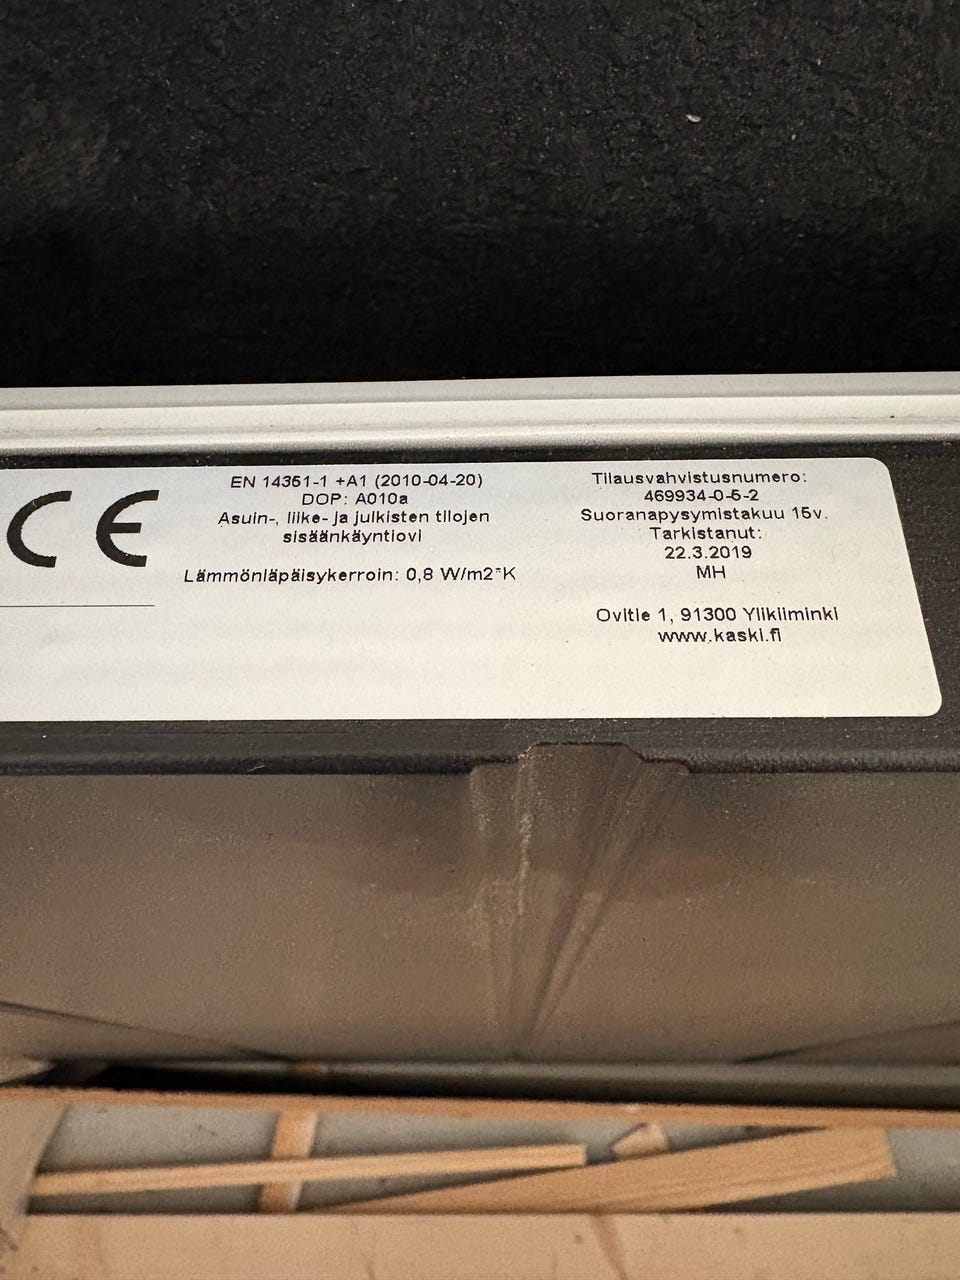 CE
EN 14351-1 +A1 (2010-04-20)
DOP: A010a
Asuin-, liike- ja julkisten tilojen
sisäänkäyntiovi
Lämmönläpäisykerroin: 0,8 W/m2*K
Tilausvahvistusnumero:
469934-0-5-2
Suoranapysymistakuu 15v.
Tarkistanut:
22.3.2019
MH
Ovitie 1, 91300 Ylikiiminki
www.kaski.fi